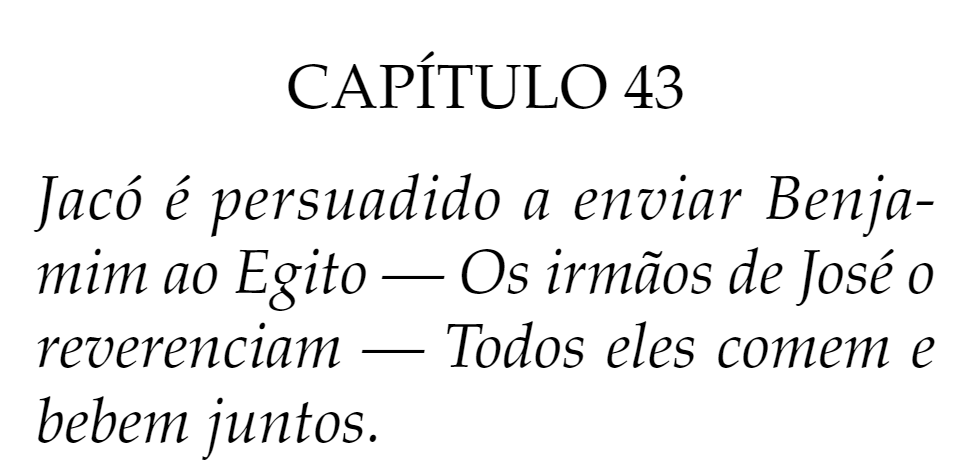 CAPÍTULO 43
Jacó é persuadido a enviar Benja-
mim ao Egito — Os irmãos de José o
reverenciam — Todos eles comem e
bebem juntos.